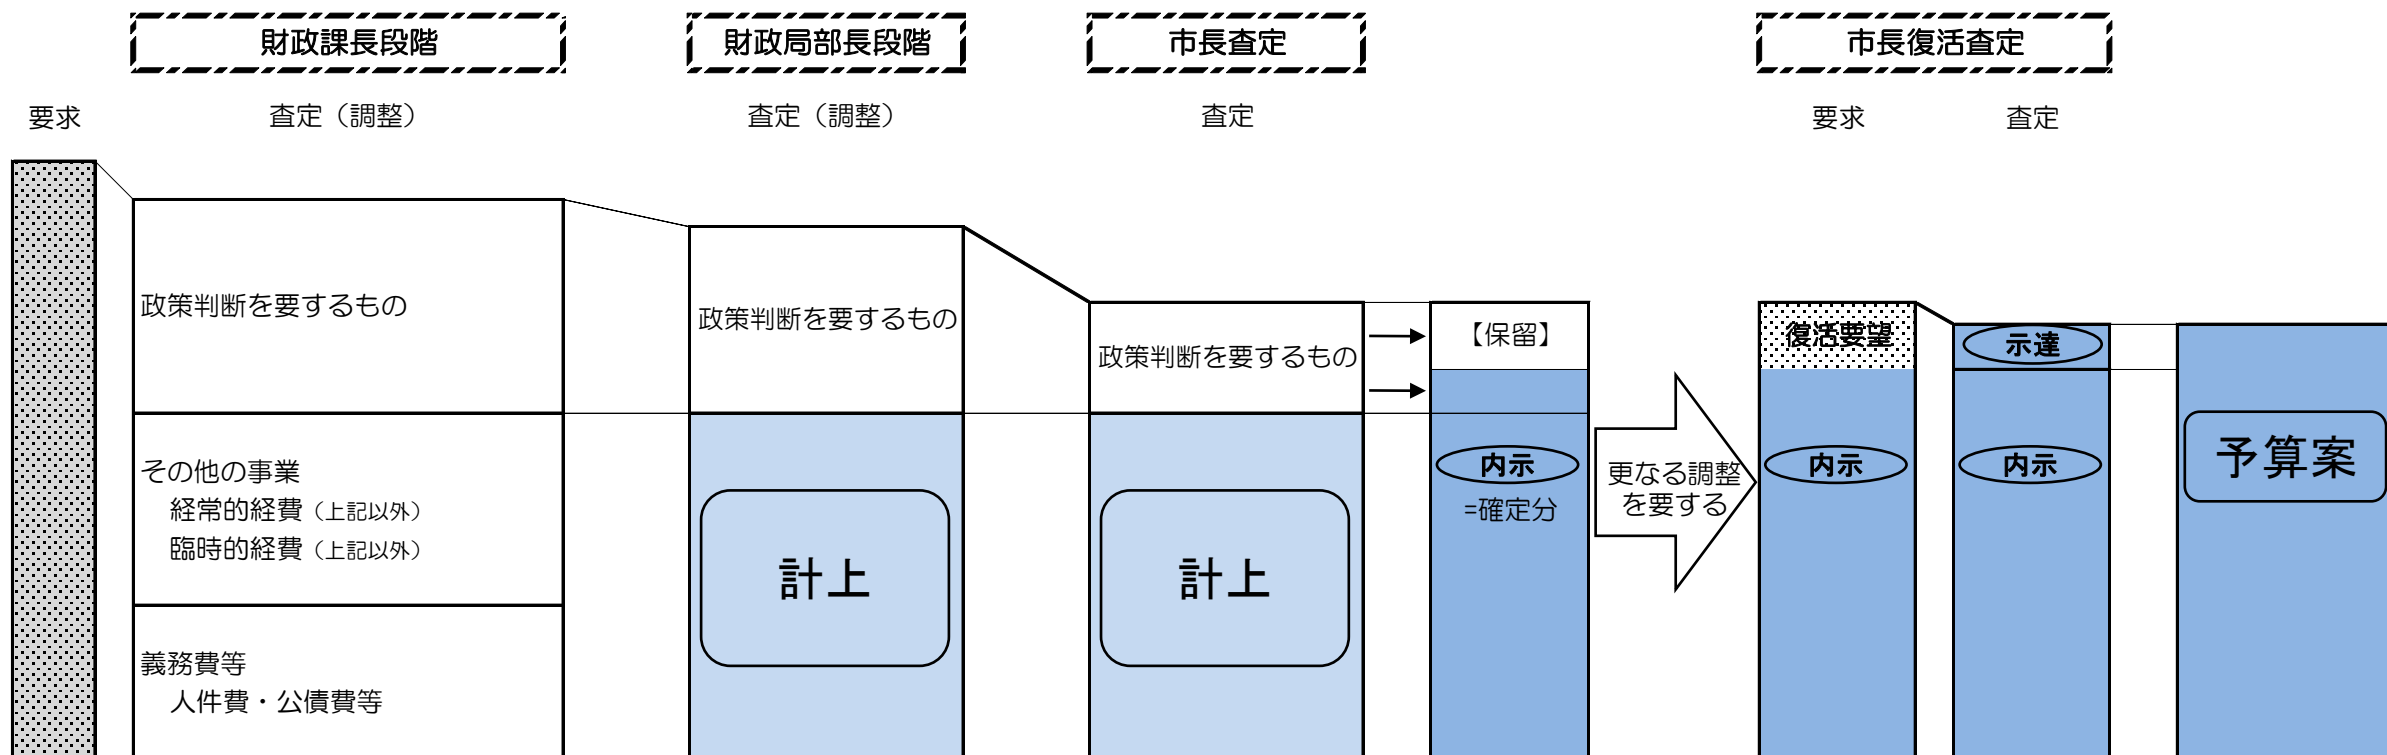 財政課長段階
財政局部長段階
市長査定
市長復活査定
要求
査定（調整）
査定（調整）
査定
要求
査定
政策判断を要するもの
政策判断を要するもの
政策判断を要するもの
【保留】
復活要望
示達
その他の事業
経常的経費（上記以外）
臨時的経費（上記以外）
計上
計上
内示
=確定分
更なる調整
を要する
内示
内示
予算案
義務費等
人件費・公債費等